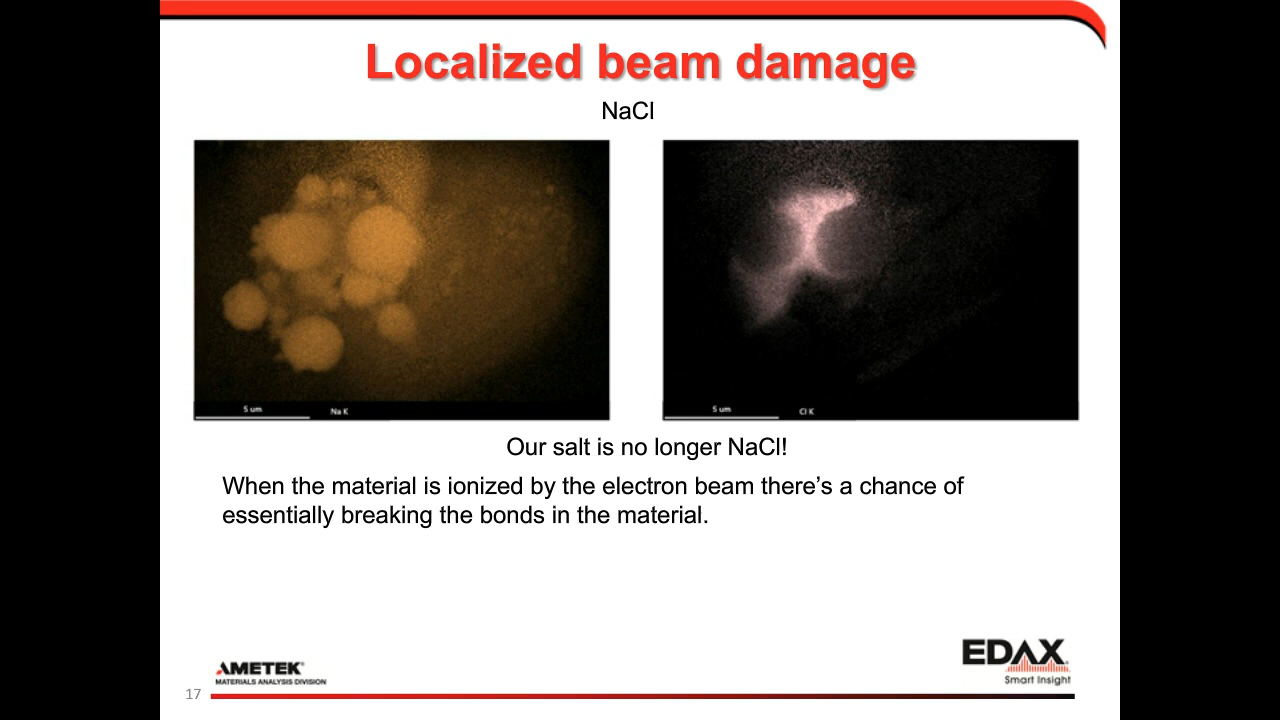 Localized beam damage
NaCl
5 um
Na K
5 um
Cl K
Our salt is no longer NaCl!
When the material is ionized by the electron beam there’s a chance of
essentially breaking the bonds in the material.
AMETEK®
MATERIALS ANALYSIS DIVISION
EDAX
Smart Insight
17